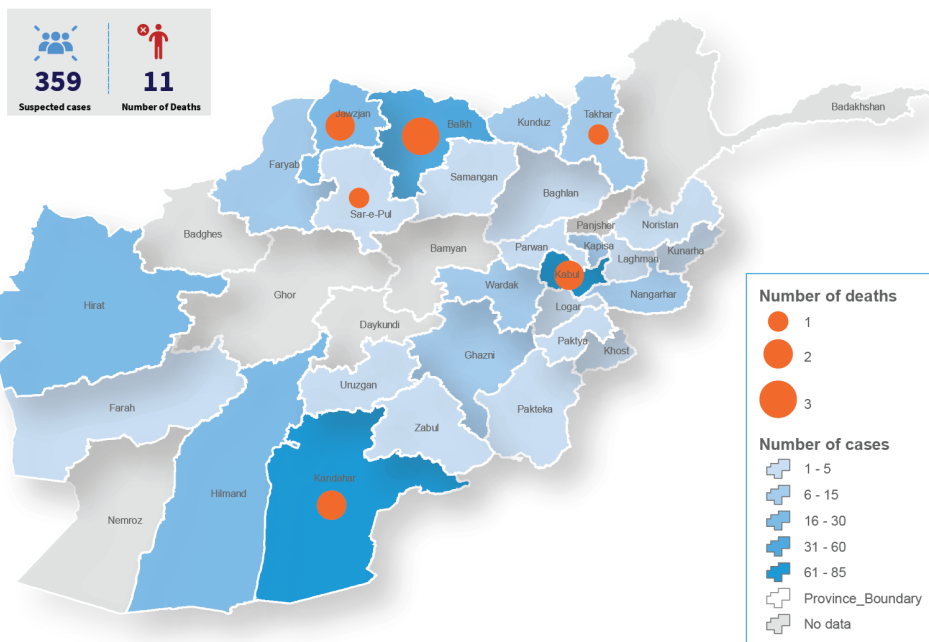 359
Suspected cases
11
Number of Deaths
Badakhshan
Jawzjan
Balkh
Kunduz
Takhar
Faryab
Samangan
Baghlan
Sar-e-Pul
Badghes
Panjsher
Noristan
Bamyan
Parwan
Kapisa
Laghman
Kunarha
Kabul
Hirat
Ghor
Wardak
Nangarhar
Logar
Daykundi
Paktya
Khost
Ghazni
Uruzgan
Farah
Pakteka
Zabul
Kandahar
Hilmand
Nemroz
Number of deaths
1
2
3
Number of cases
1 - 5
6 - 15
16 - 30
31 - 60
61 - 85
Province_Boundary
No data